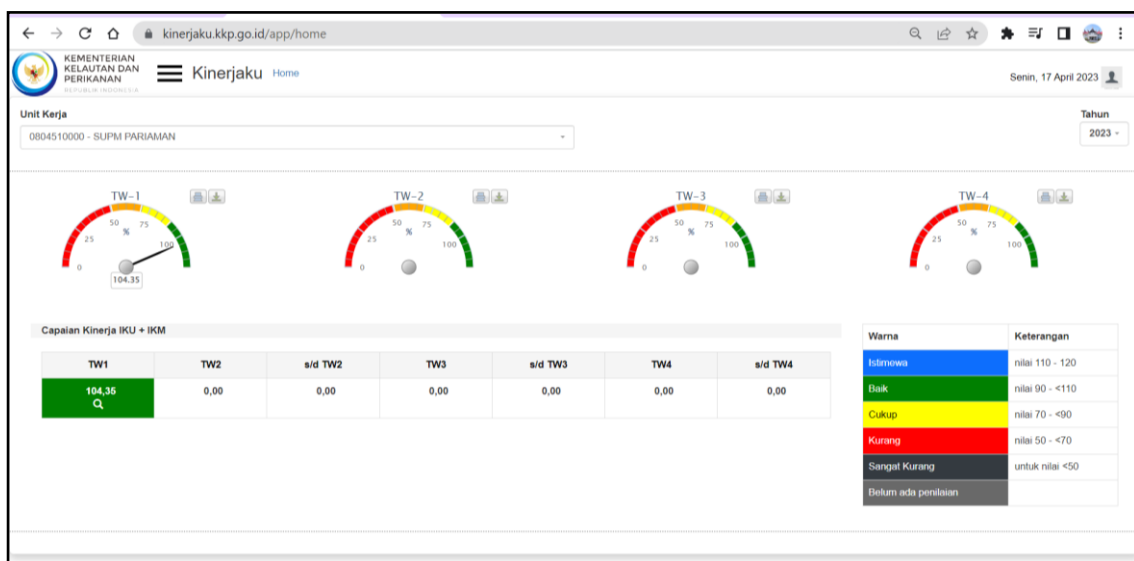 kinerjaku.kkp.go.id/app/home
KEMENTERIAN
KELAUTAN DAN
PERIKANAN
REPUBLIK INDONESIA
Kinerjaku Home
Senin, 17 April 2023
Unit Kerja
Tahun
0804510000 - SUPM PARIAMAN
2023
TW-1
0 25 50 75 100
%
104.35
TW-2
0 25 50 75 100
%
TW-3
0 25 50 75 100
%
TW-4
0 25 50 75 100
%
Capaian Kinerja IKU + IKM
TW1 TW2 s/d TW2 TW3 s/d TW3 TW4 s/d TW4
104,35 0,00 0,00 0,00 0,00 0,00 0,00
Warna Keterangan
Istimewa nilai 110 - 120
Baik nilai 90 - <110
Cukup nilai 70 - <90
Kurang nilai 50 - <70
Sangat Kurang untuk nilai <50
Belum ada penilaian